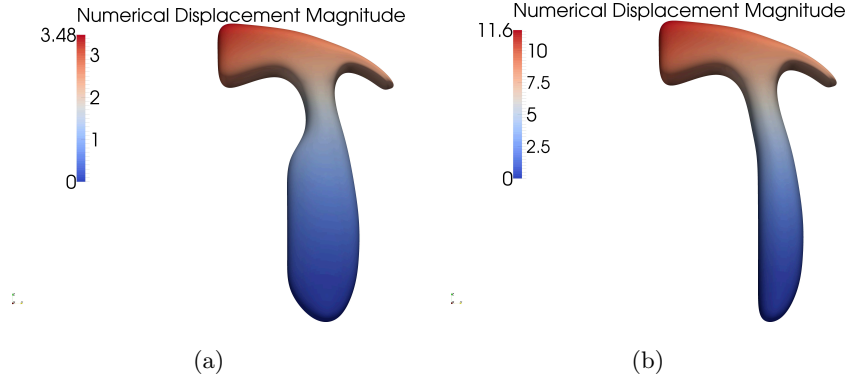 Numerical Displacement Magnitude
3.48
3
2
1
0
(a)
Numerical Displacement Magnitude
11.6
10
7.5
5
2.5
0
(b)